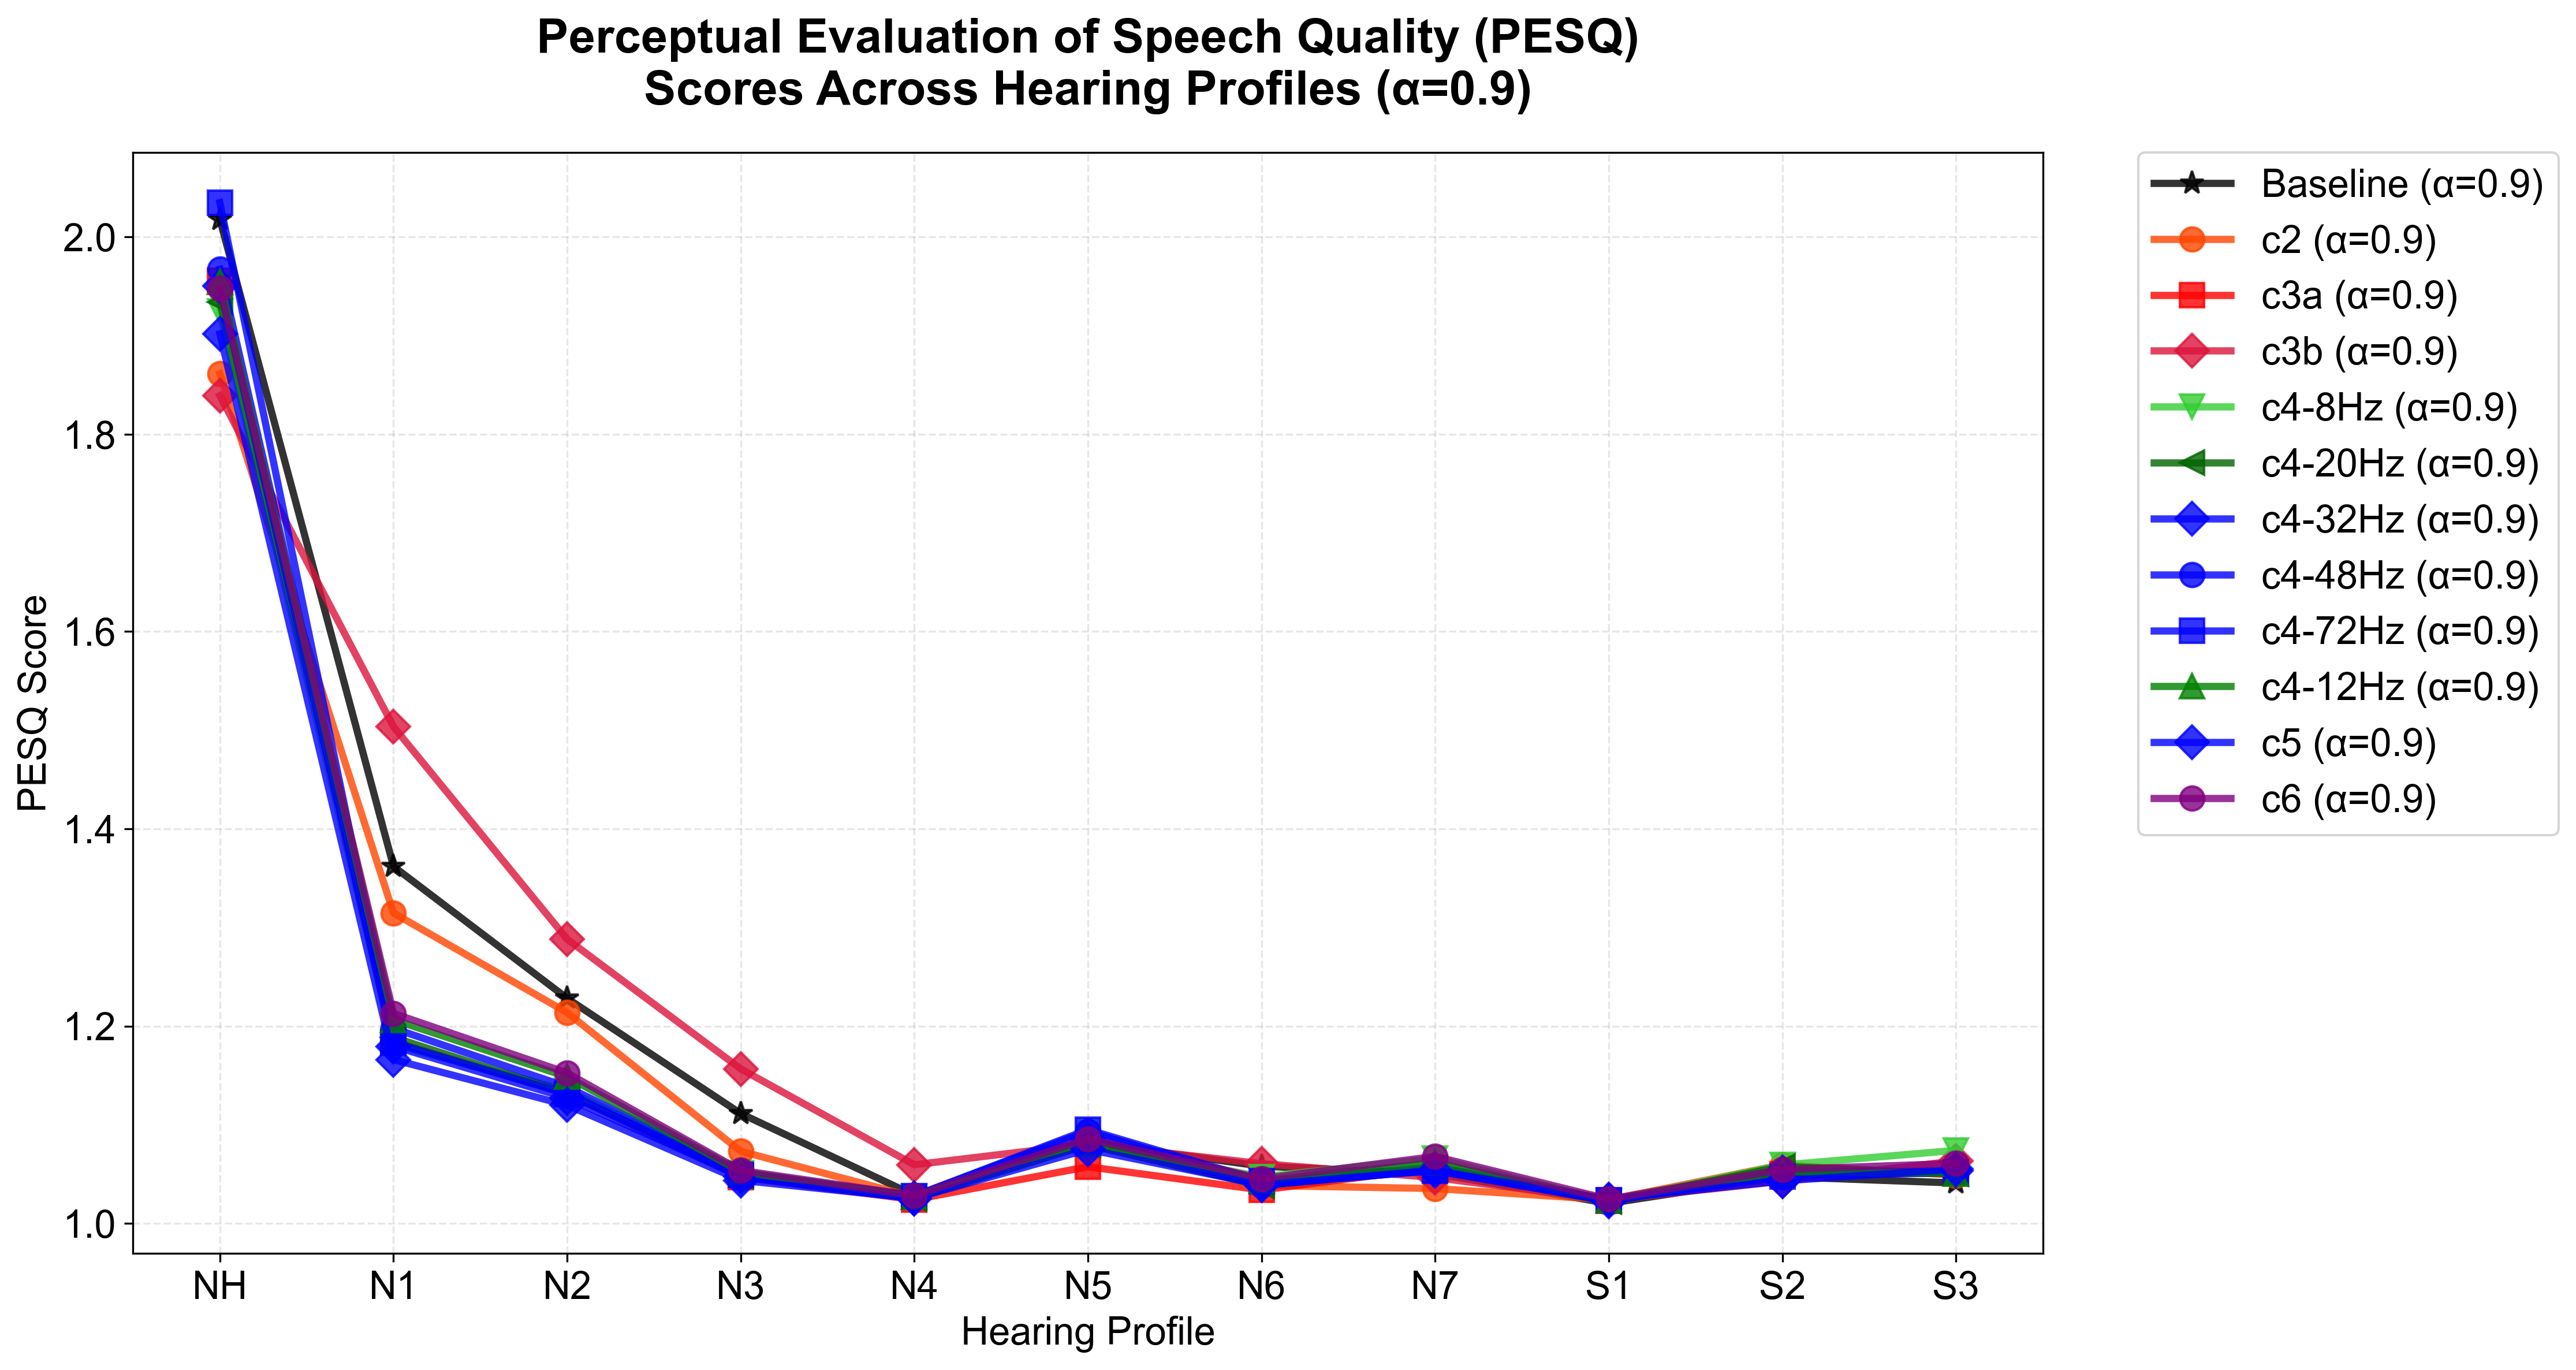 Perceptual Evaluation of Speech Quality (PESQ)
Scores Across Hearing Profiles (α=0.9)
PESQ Score
2.0
1.8
1.6
1.4
1.2
1.0
NH N1 N2 N3 N4 N5 N6 N7 S1 S2 S3
Hearing Profile
Baseline (α=0.9)
c2 (α=0.9)
c3a (α=0.9)
c3b (α=0.9)
c4-8Hz (α=0.9)
c4-20Hz (α=0.9)
c4-32Hz (α=0.9)
c4-48Hz (α=0.9)
c4-72Hz (α=0.9)
c4-12Hz (α=0.9)
c5 (α=0.9)
c6 (α=0.9)